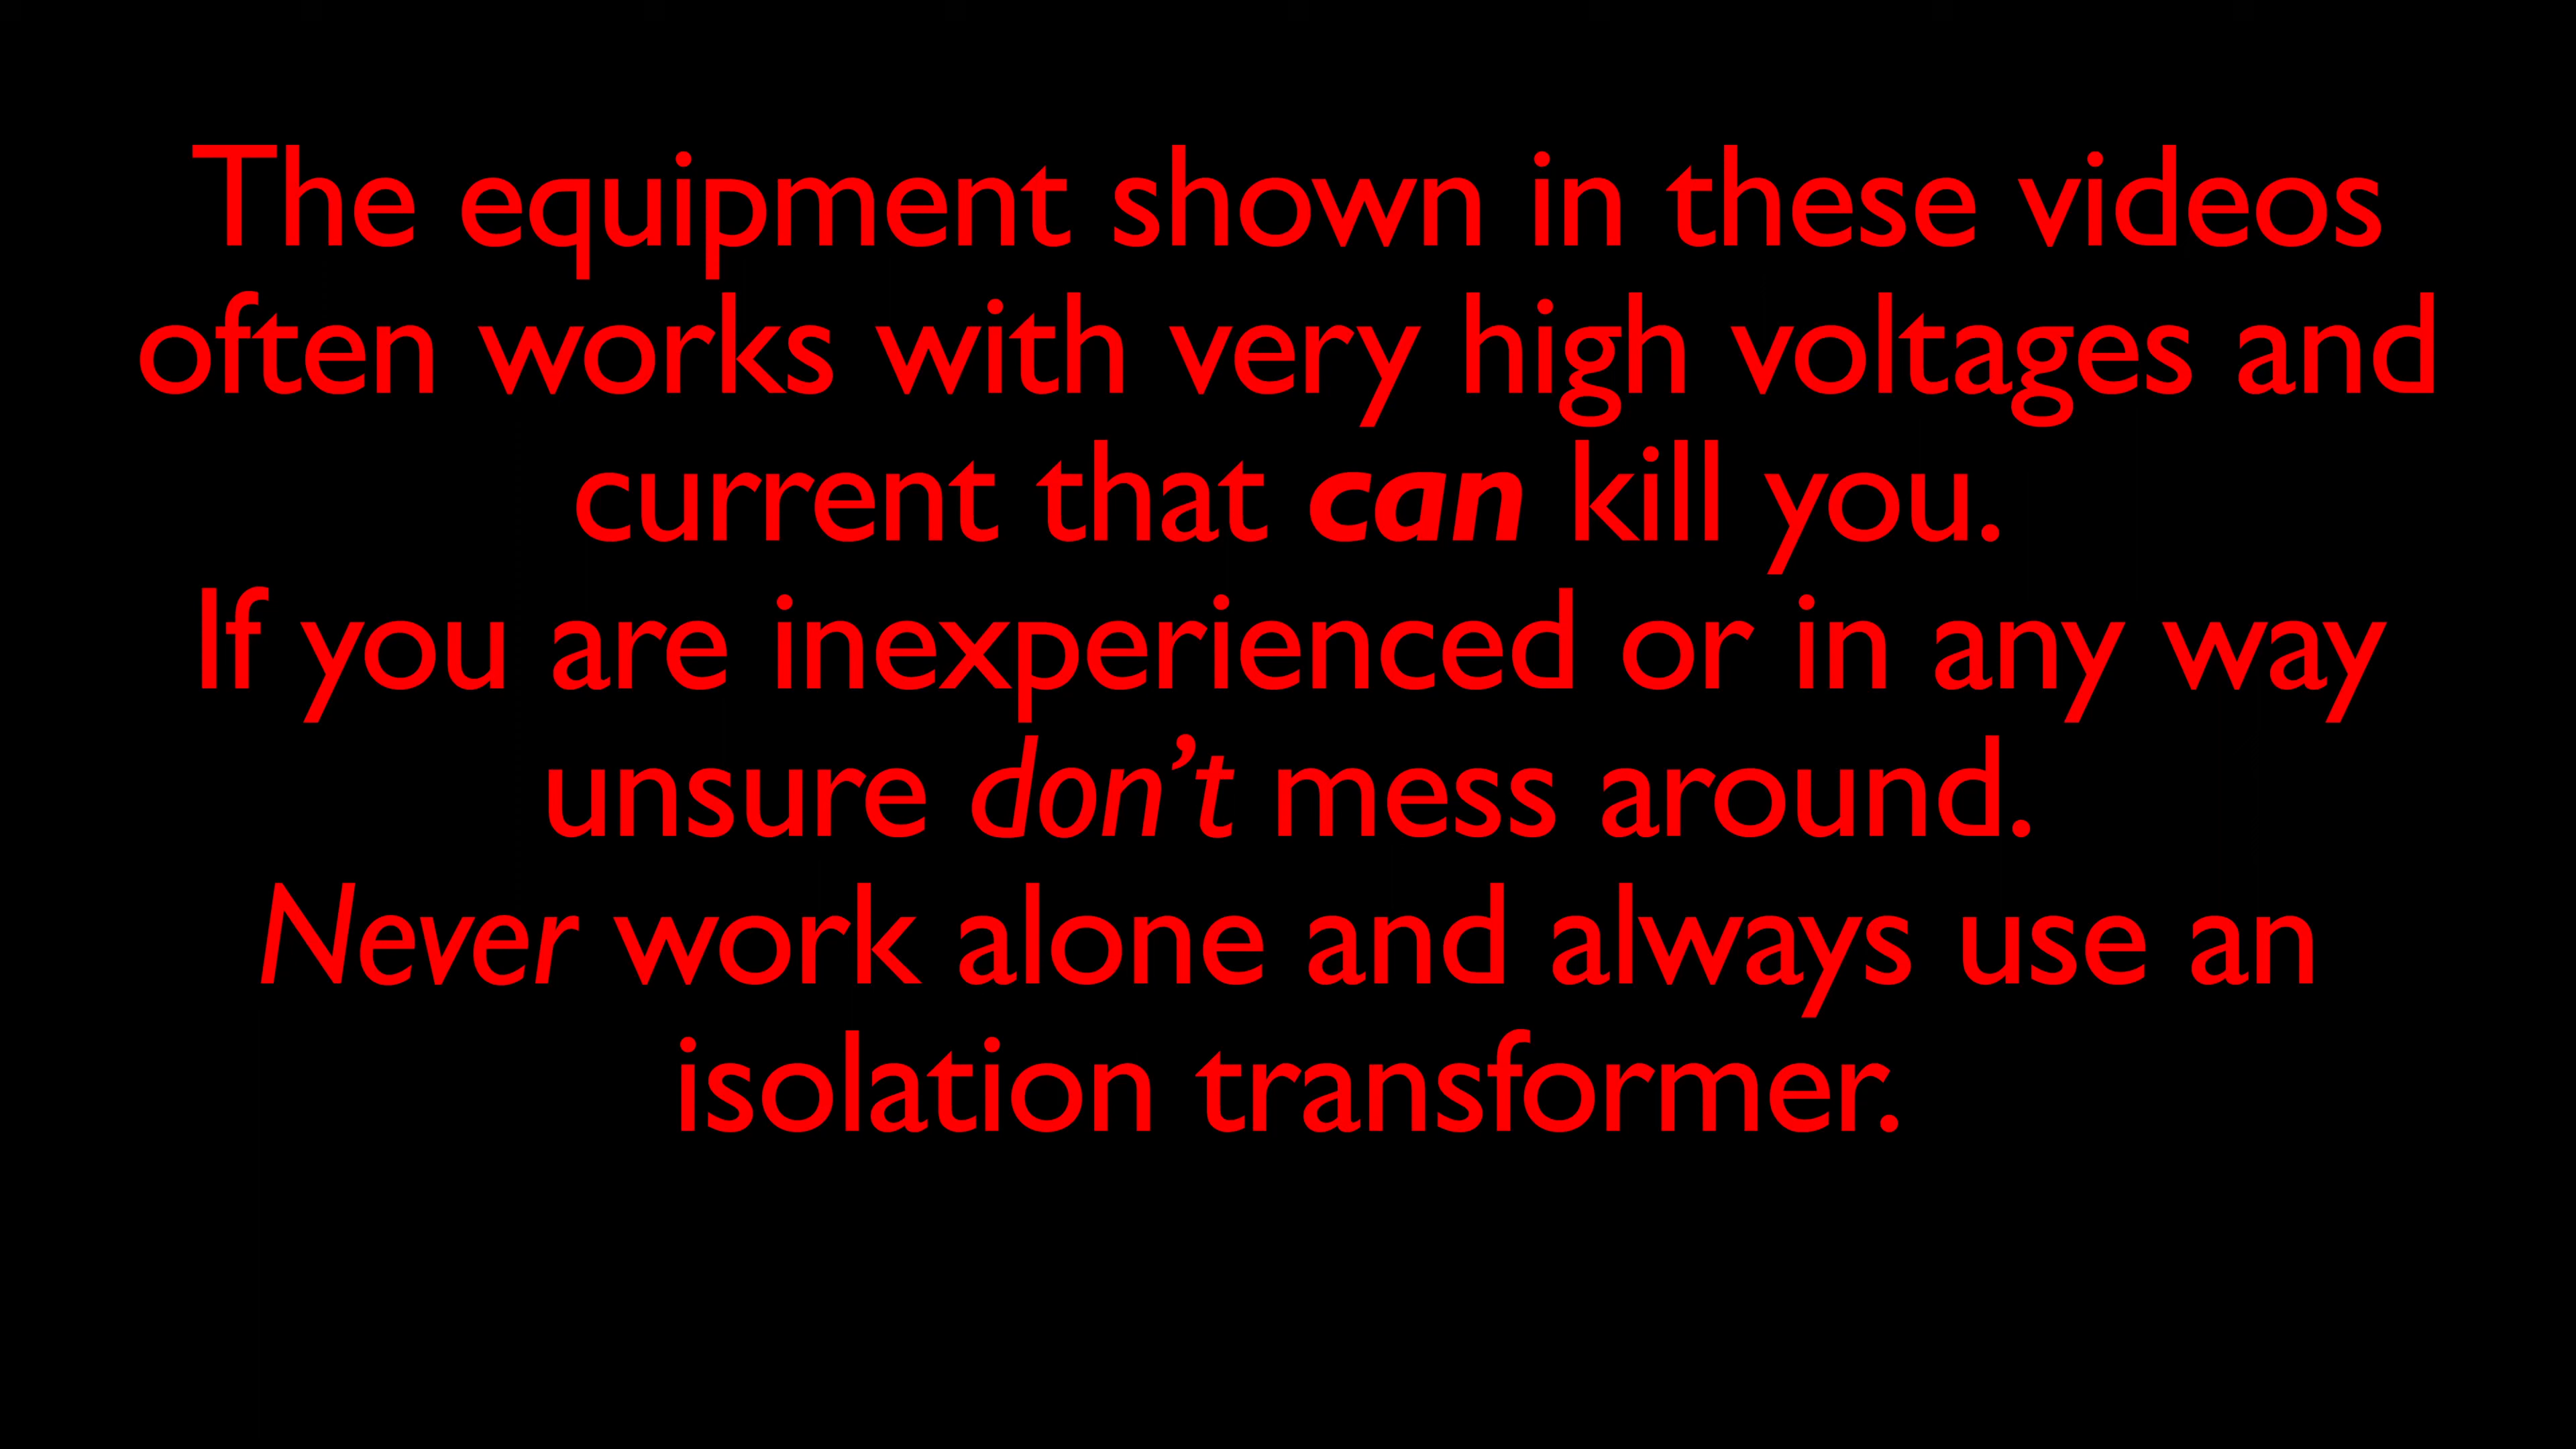 The equipment shown in these videos
often works with very high voltages and
current that can kill you.
If you are inexperienced or in any way
unsure don’t mess around.
Never work alone and always use an
isolation transformer.